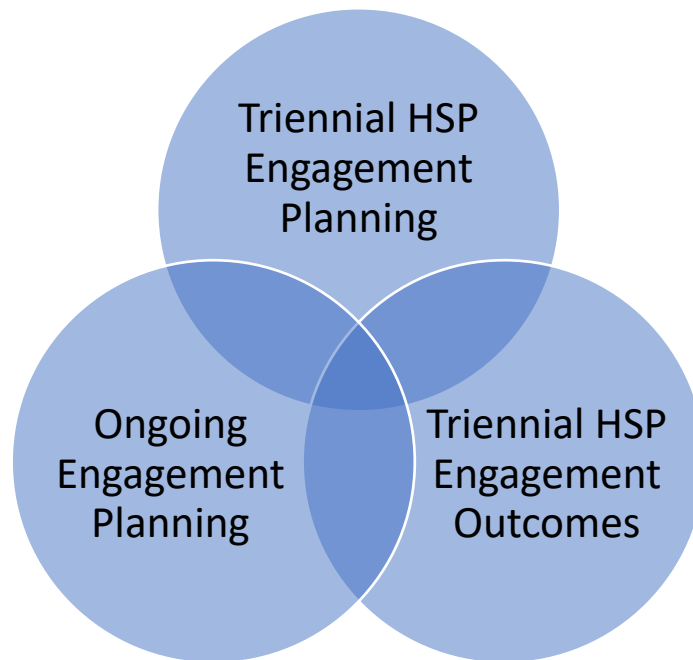 Triennial HSP
Engagement
Planning
Ongoing
Engagement
Planning
Triennial HSP
Engagement
Outcomes